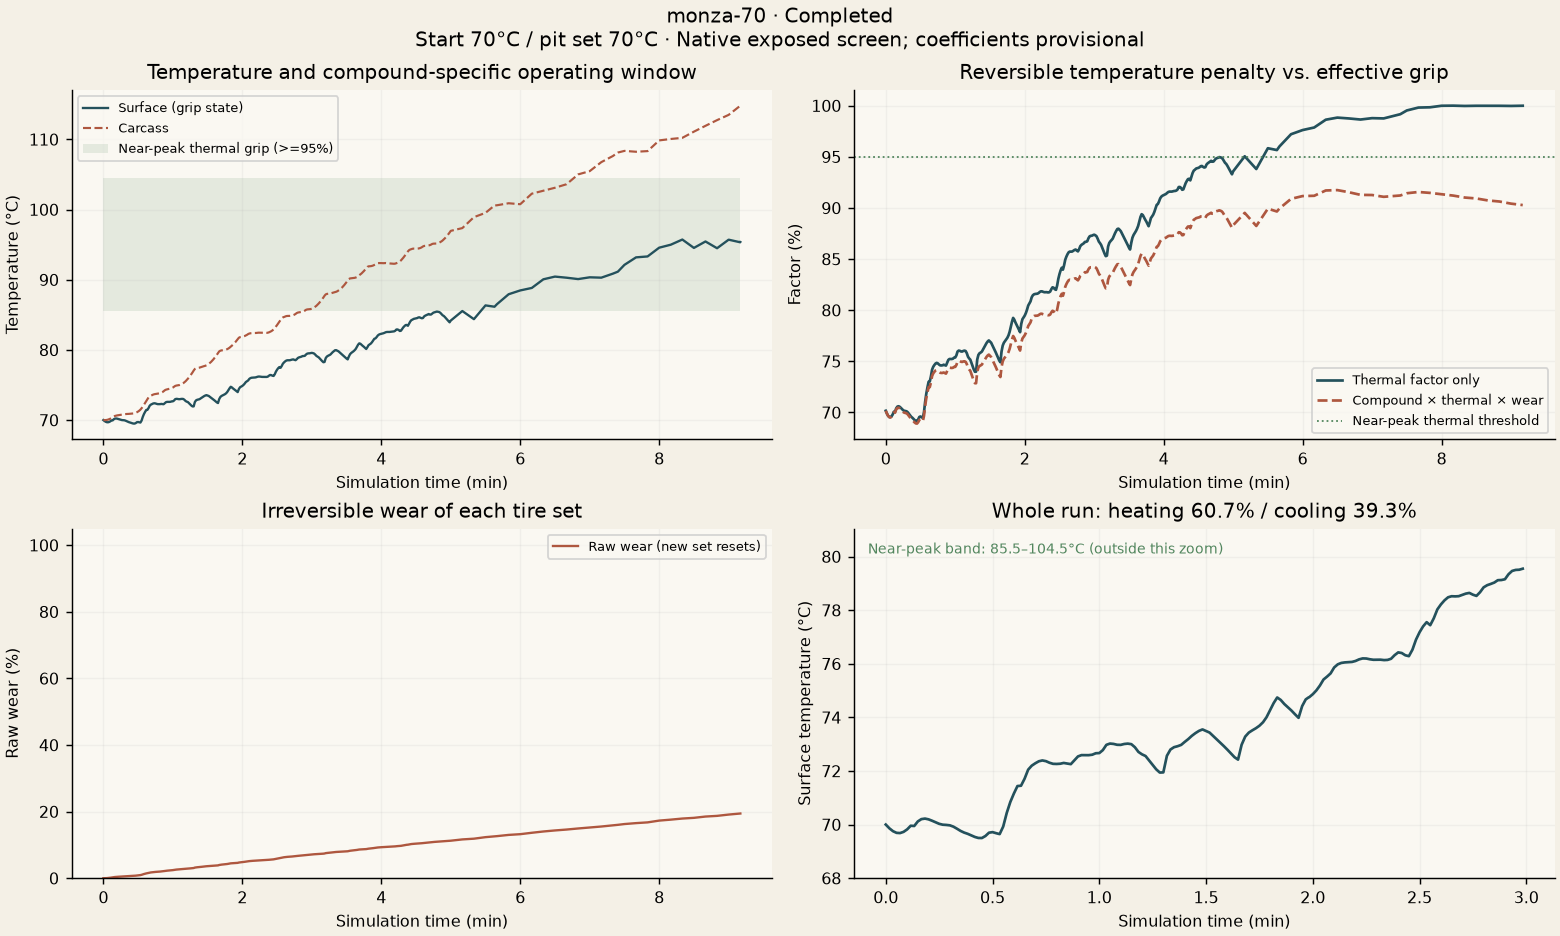 monza-70 · Completed
Start 70°C / pit set 70°C · Native exposed screen; coefficients provisional
Temperature and compound-specific operating window
Surface (grip state)
Carcass
Near-peak thermal grip (>=95%)
Temperature (°C)
110
100
90
80
70
0 2 4 6 8
Simulation time (min)
Reversible temperature penalty vs. effective grip
Factor (%)
100
95
90
85
80
75
70
Thermal factor only
Compound × thermal × wear
Near-peak thermal threshold
0 2 4 6 8
Simulation time (min)
Irreversible wear of each tire set
Raw wear (new set resets)
Raw wear (%)
100
80
60
40
20
0
0 2 4 6 8
Simulation time (min)
Whole run: heating 60.7% / cooling 39.3%
Near-peak band: 85.5–104.5°C (outside this zoom)
Surface temperature (°C)
80
78
76
74
72
70
68
0.0 0.5 1.0 1.5 2.0 2.5 3.0
Simulation time (min)